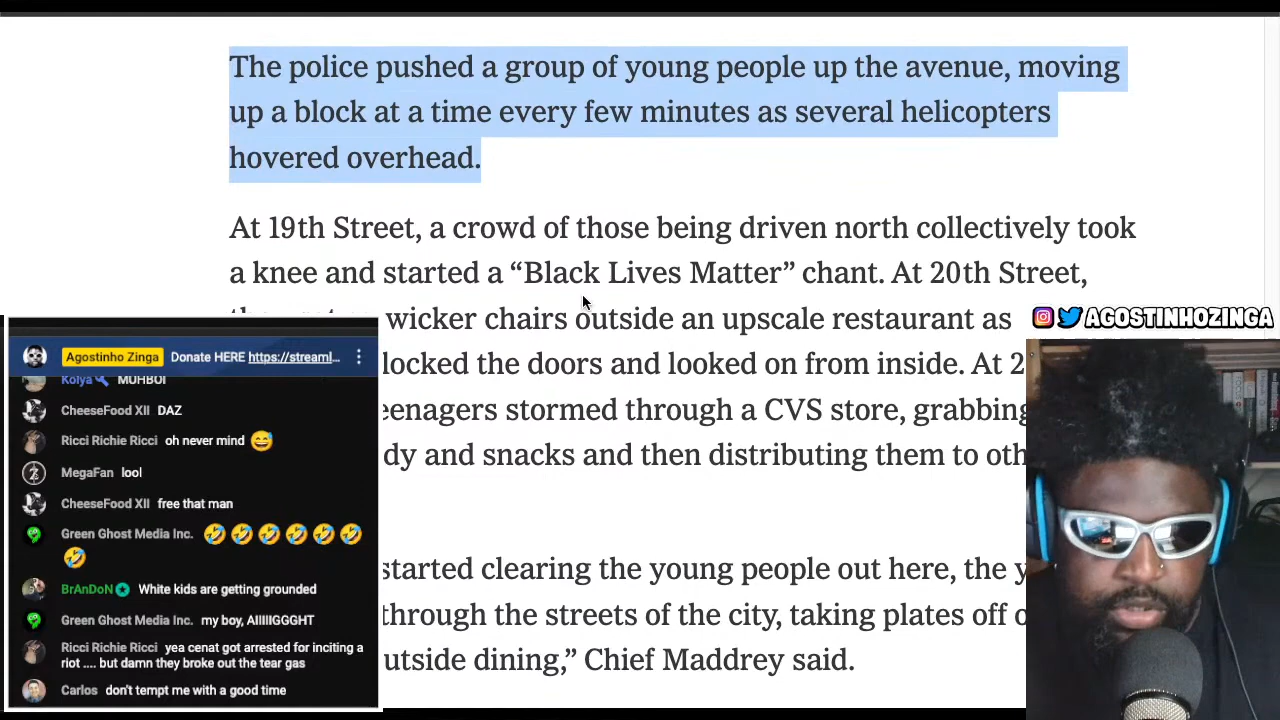 The police pushed a group of young people up the avenue, moving
up a block at a time every few minutes as several helicopters
hovered overhead.
At 19th Street, a crowd of those being driven north collectively took
a knee and started a “Black Lives Matter” chant. At 20th Street,
wicker chairs outside an upscale restaurant as
locked the doors and looked on from inside. At 2
eenagers stormed through a CVS store, grabbing
dy and snacks and then distributing them to oth
started clearing the young people out here, the y
through the streets of the city, taking plates off o
utside dining,” Chief Maddrey said.
AGOSTINHOZINGA
Agostinho Zinga Donate HERE https://streaml...
Kolya MUHBOI
CheeseFood XII DAZ
Ricci Richie Ricci oh never mind 😅
MegaFan lool
CheeseFood XII free that man
Green Ghost Media Inc. 🤣 🤣 🤣 🤣 🤣
🤣
BrAnDoN White kids are getting grounded
Green Ghost Media Inc. my boy, AIIIIIGGGHT
Ricci Richie Ricci yea cenat got arrested for inciting a
riot .... but damn they broke out the tear gas
Carlos don't tempt me with a good time